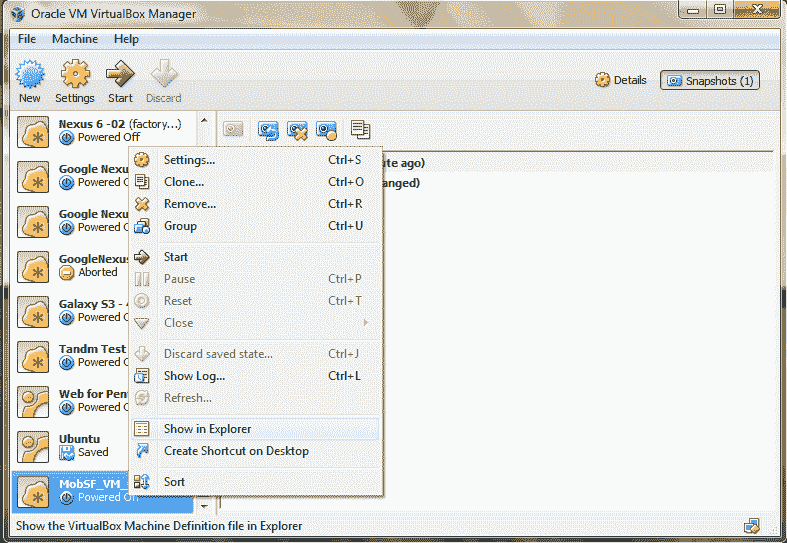 Oracle VM VirtualBox Manager
File Machine Help
New Settings Start Discard
Details Snapshots (1)
Nexus 6 -02 (factory...)
Powered Off
Google Nexu
Powered O
Google Nexu
Powered O
GoogleNexus
Aborted
Galaxy S3 -
Powered O
Tandm Test
Powered O
Web for Pen
Powered O
Ubuntu
Saved
MobSF_VM_
Powered Off
ute ago)
anged)
Settings... Ctrl+S
Clone... Ctrl+O
Remove... Ctrl+R
Group Ctrl+U
Start
Pause Ctrl+P
Reset Ctrl+T
Close
Discard saved state... Ctrl+J
Show Log... Ctrl+L
Refresh...
Show in Explorer
Create Shortcut on Desktop
Sort
Show the VirtualBox Machine Definition file in Explorer